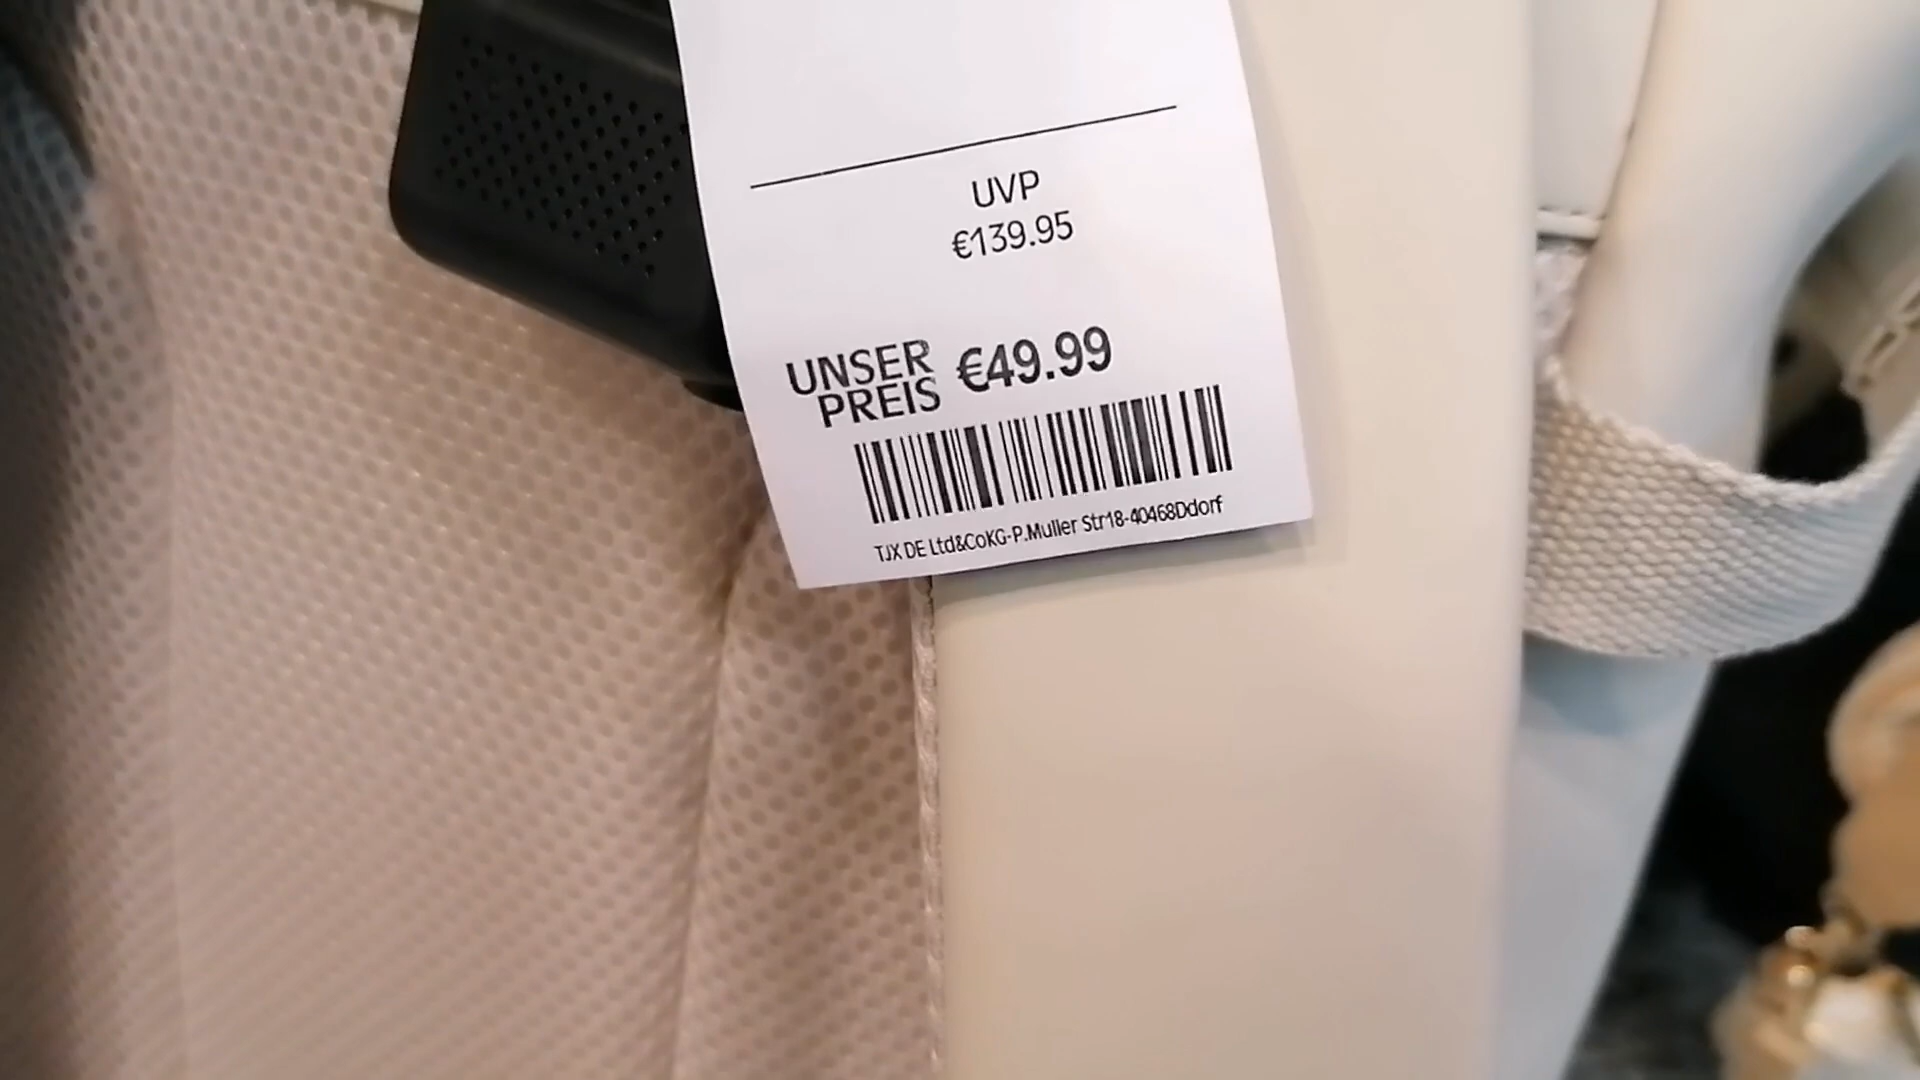 UVP
€139.95
UNSER PREIS €49.99
TJX DE Ltd&CoKG-P.Muller Str18-40468Ddorf